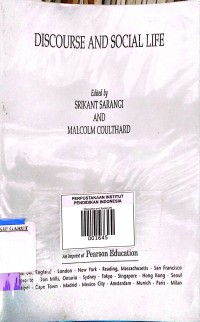 DISCOURSE AND SOCIAL LIFE
Edited by
SRIKANT SARANGI
AND
MALCOLM COULTHARD
PERPUSTAKAAN INSTITUT
PENDIDIKAN INDONESIA
001645
An imprint of Pearson Education
England · London · New York · Reading, Massachusetts · San Francisco
Don Mills, Ontario · Sydney · Tokyo · Singapore · Hong Kong · Seoul
Cape Town · Madrid · Mexico City · Amsterdam · Munich · Paris · Milan